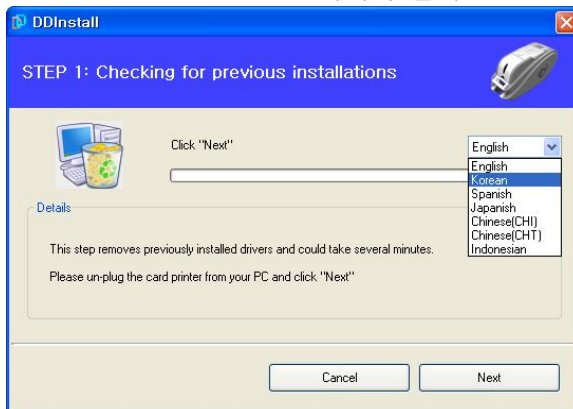 DDInstall
STEP 1: Checking for previous installations
Click "Next"
English
English
Korean
Spanish
Japanish
Chinese(CHI)
Chinese(CHT)
Indonesian
Details
This step removes previously installed drivers and could take several minutes.
Please un-plug the card printer from your PC and click "Next"
Cancel
Next